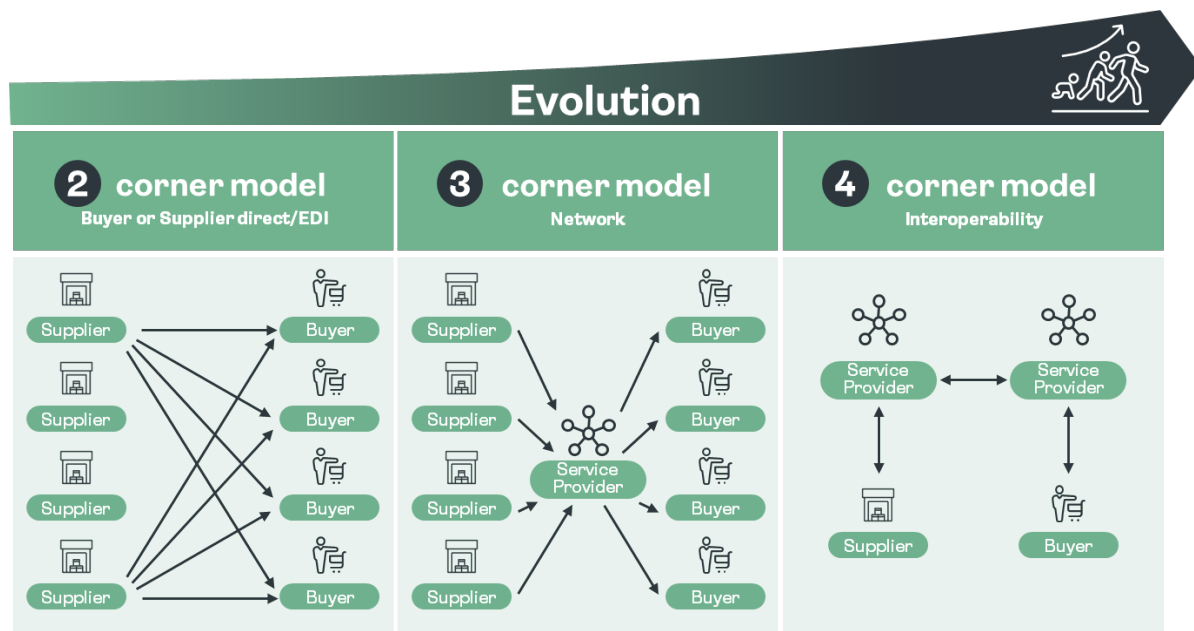 Evolution
2 corner model
Buyer or Supplier direct/EDI
Supplier
Buyer
Supplier
Buyer
Supplier
Buyer
Supplier
Buyer
3 corner model
Network
Supplier
Buyer
Supplier
Buyer
Service
Provider
Supplier
Buyer
Supplier
Buyer
4 corner model
Interoperability
Service
Provider
Service
Provider
Supplier
Buyer